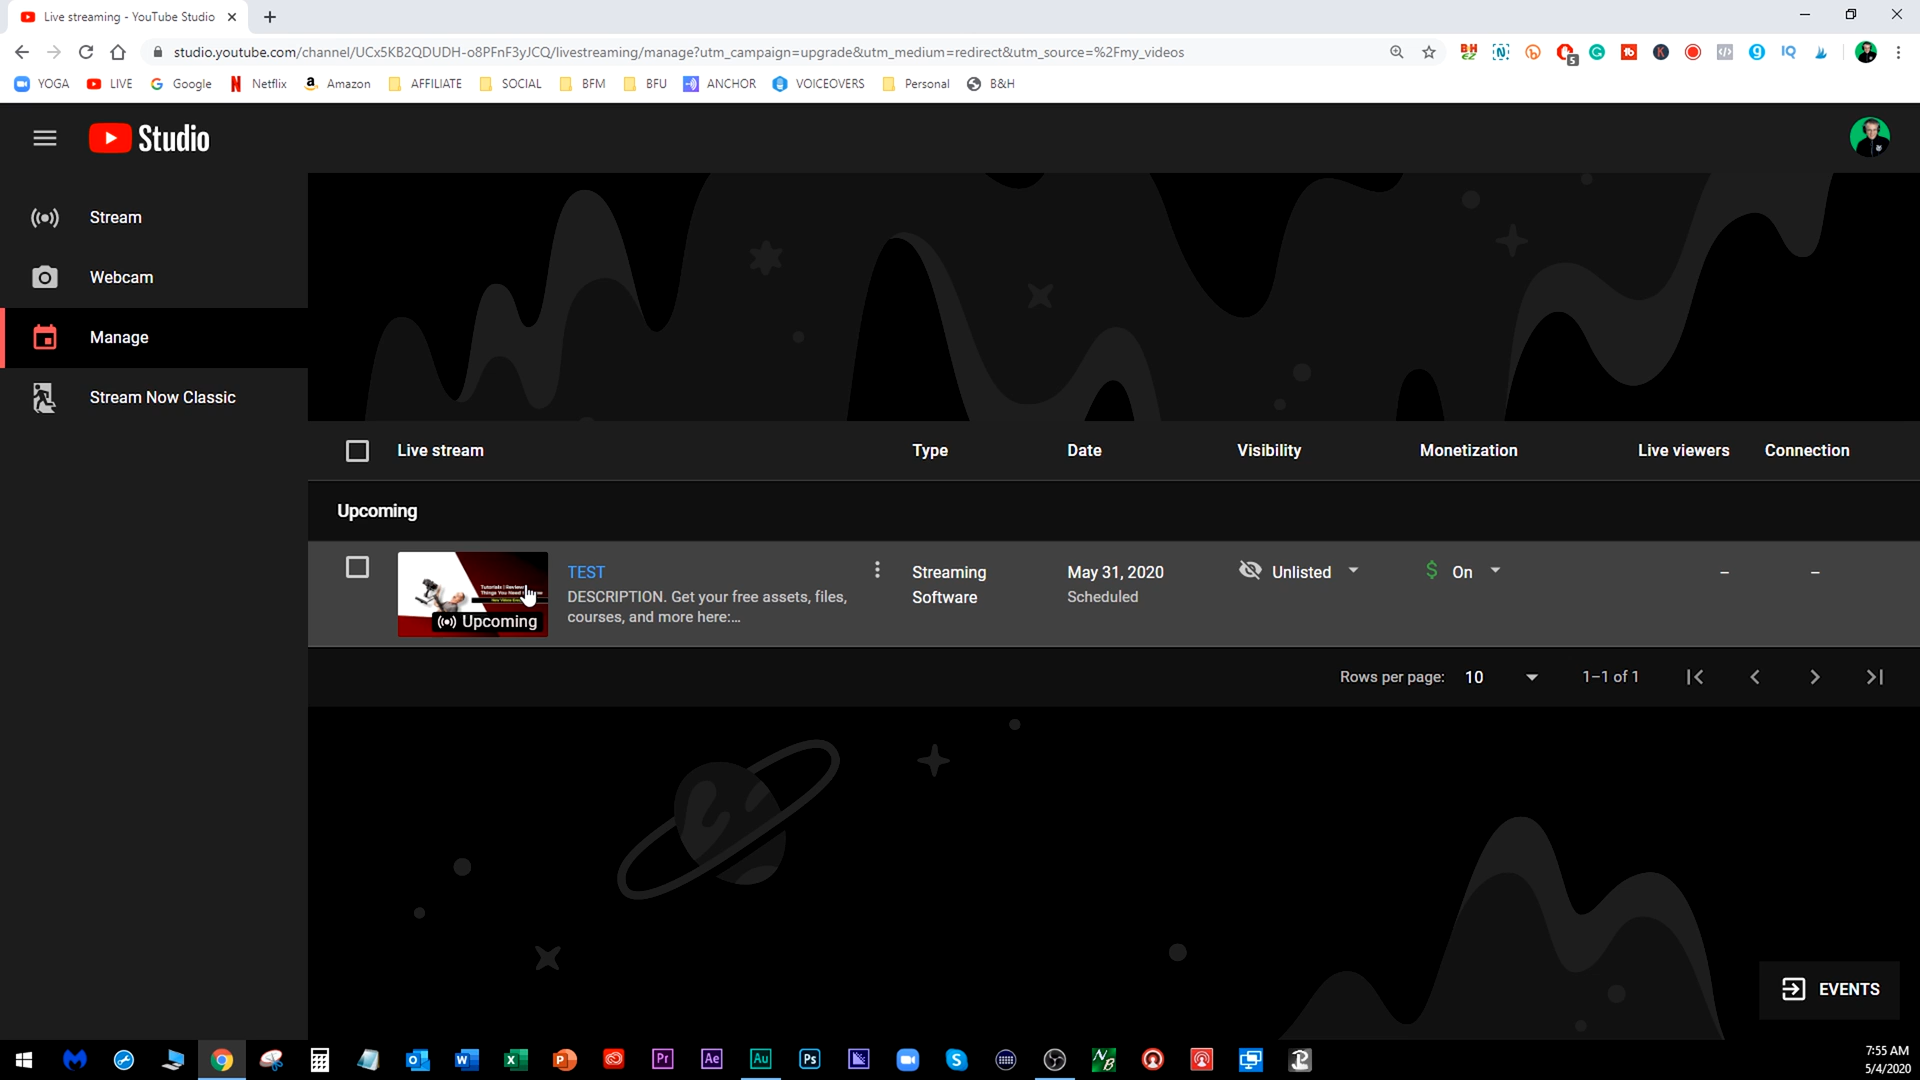 Live streaming - YouTube Studio
studio.youtube.com/channel/UCx5KB2QDUDH-o8PFnF3yJCQ/livestreaming/manage?utm_campaign=upgrade&utm_medium=redirect&utm_source=%2Fmy_videos
YOGA LIVE Google Netflix Amazon AFFILIATE SOCIAL BFM BFU ANCHOR VOICEOVERS Personal B&H
Studio
Stream
Webcam
Manage
Stream Now Classic
Live stream Type Date Visibility Monetization Live viewers Connection
Upcoming
TEST
DESCRIPTION. Get your free assets, files,
courses, and more here:...
Upcoming
Streaming
Software
May 31, 2020
Scheduled
Unlisted
$ On
– –
Rows per page: 10 1–1 of 1
EVENTS
7:55 AM
5/4/2020